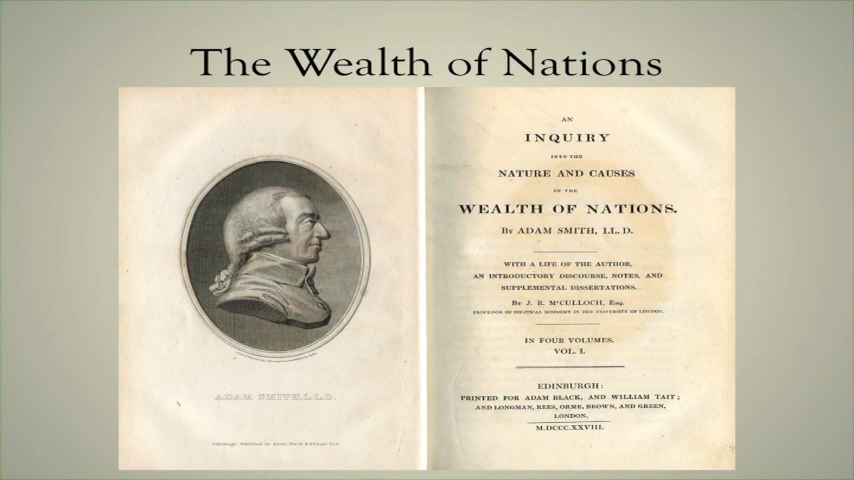 The Wealth of Nations
ADAM SMITH, LL.D.
AN
INQUIRY
INTO THE
NATURE AND CAUSES
OF THE
WEALTH OF NATIONS.
BY ADAM SMITH, LL. D.
WITH A LIFE OF THE AUTHOR,
AN INTRODUCTORY DISCOURSE, NOTES, AND
SUPPLEMENTAL DISSERTATIONS.
By J. R. McCULLOCH, Esq.
PROFESSOR OF POLITICAL ECONOMY IN THE UNIVERSITY OF LONDON.
IN FOUR VOLUMES.
VOL. I.
EDINBURGH:
PRINTED FOR ADAM BLACK, AND WILLIAM TAIT;
AND LONGMAN, REES, ORME, BROWN, AND GREEN,
LONDON.
M.DCCC.XXVIII.